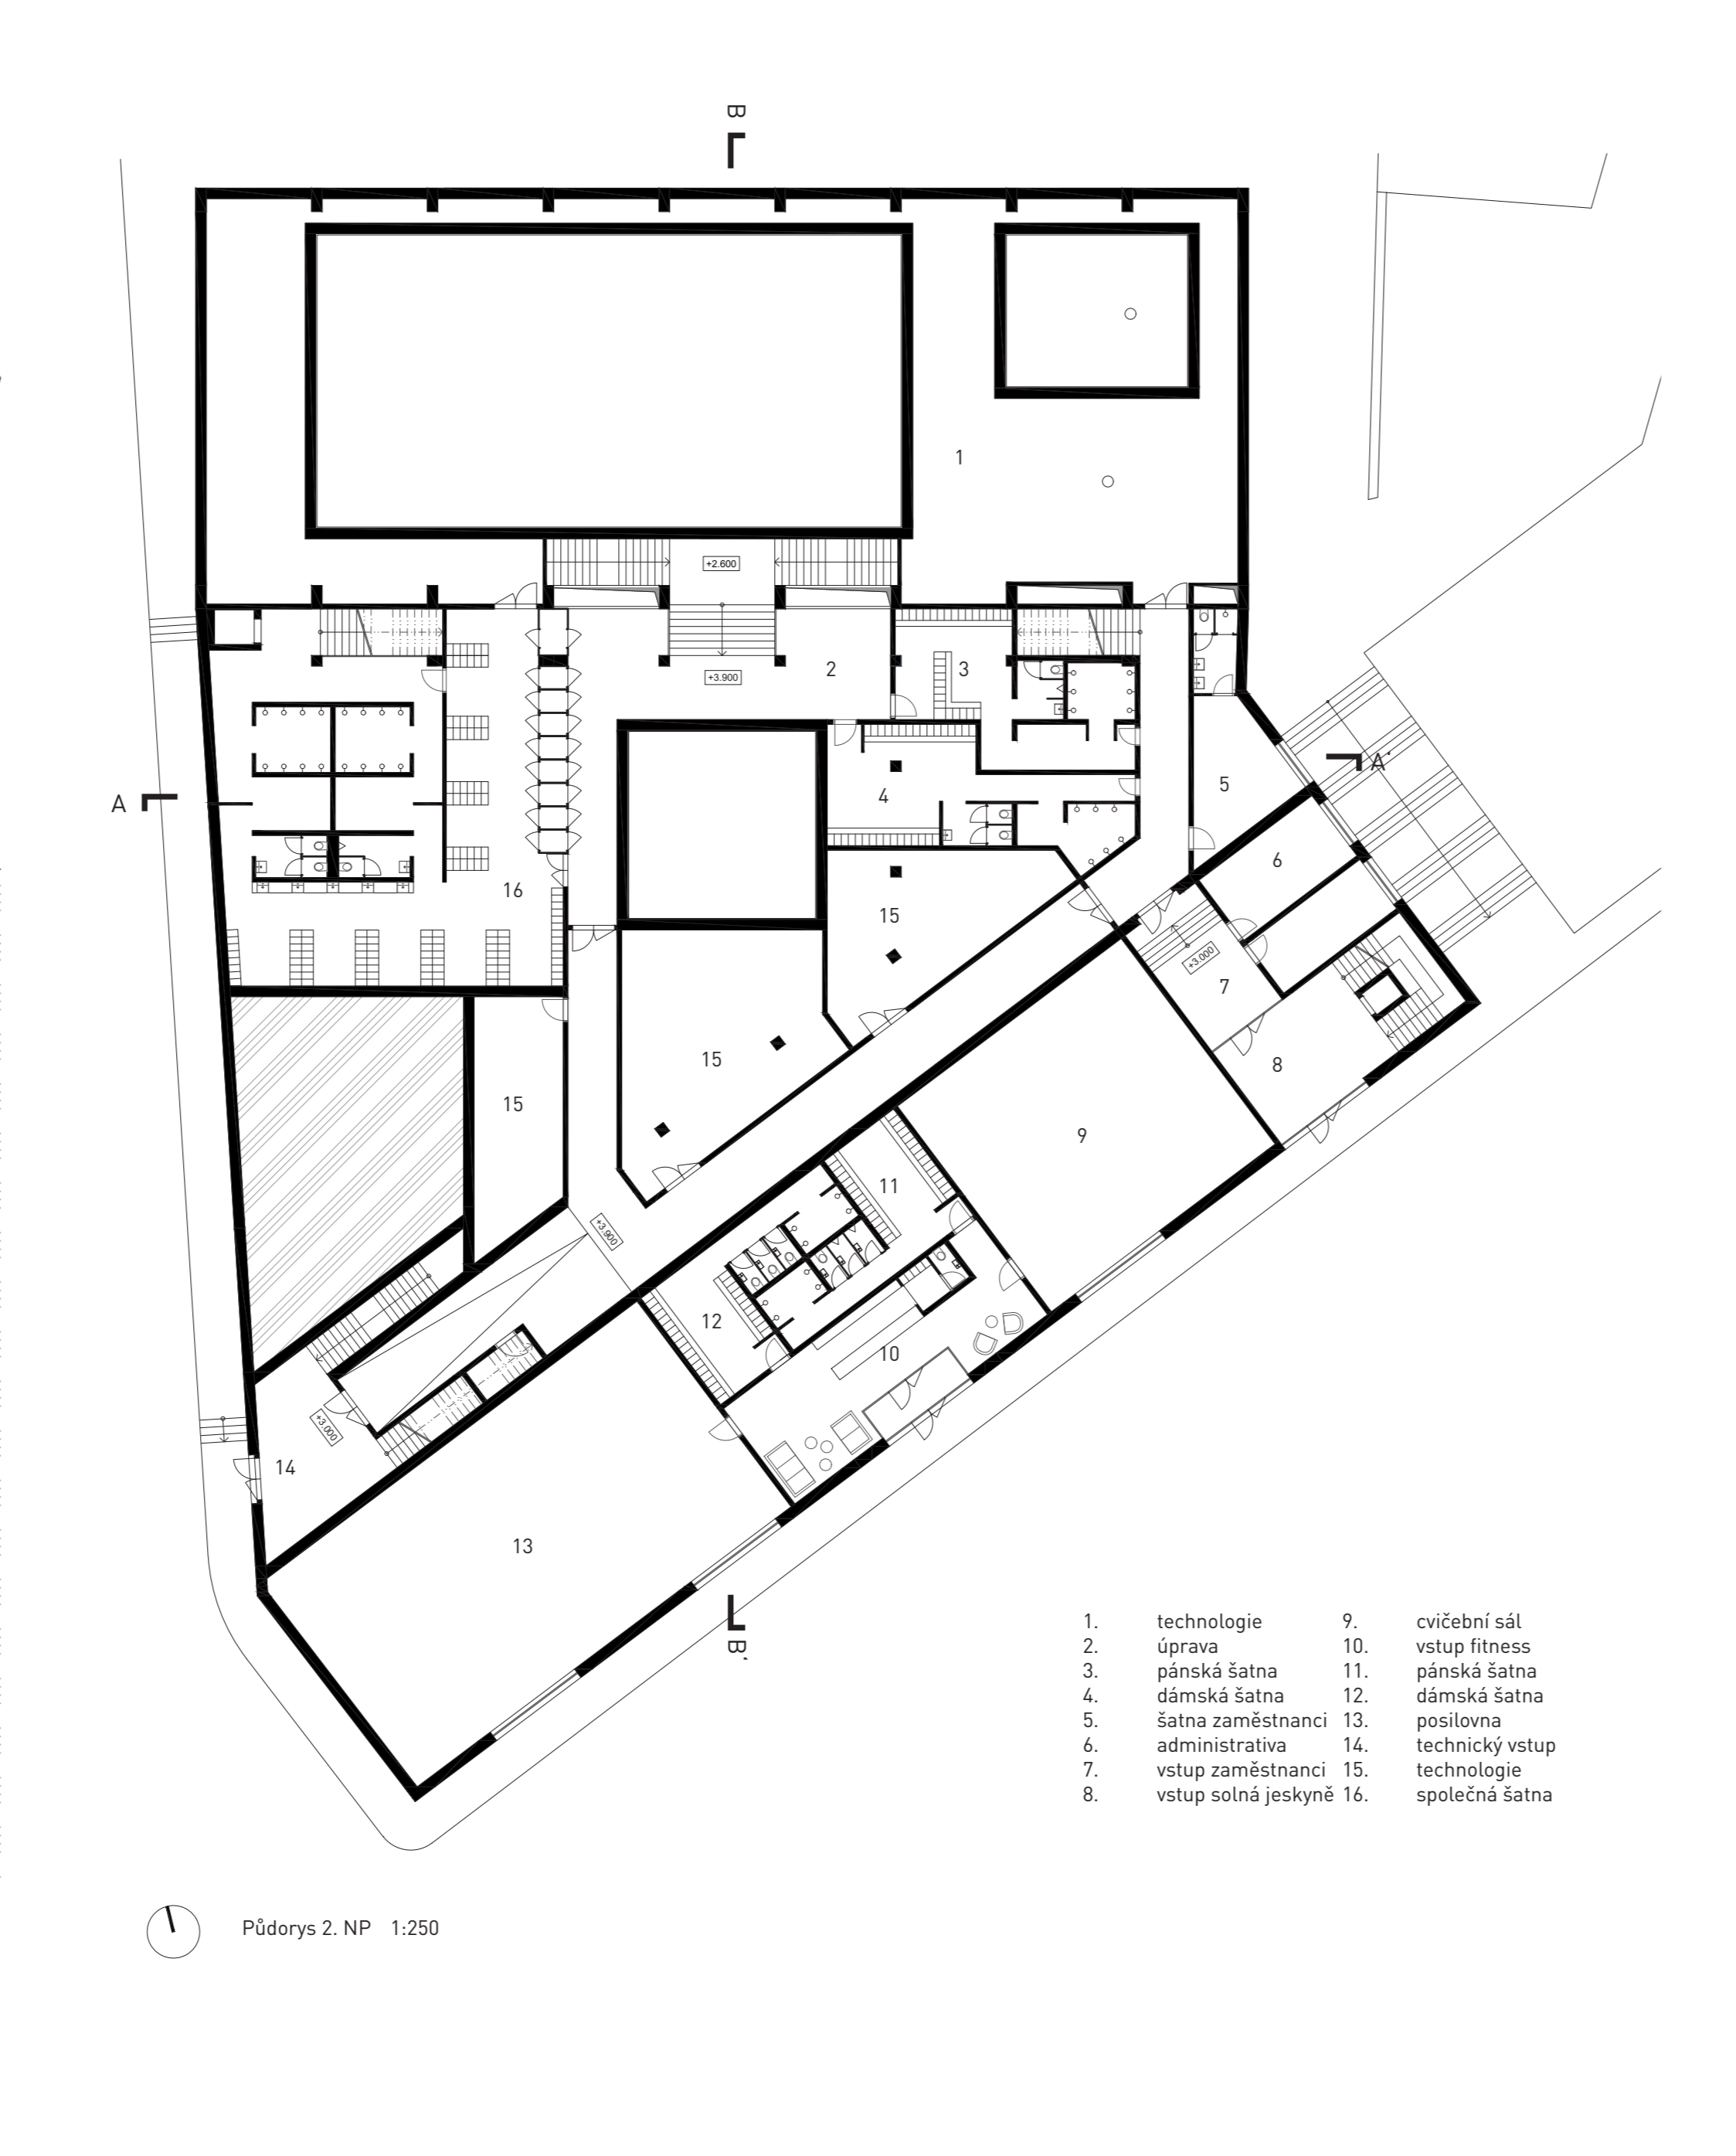 B
+2.600
1
+3.900
2
3
A
A'
4
5
6
16
15
+3.000
7
15
8
15
9
11
+3.900
12
10
+3.000
14
13
B'
1. technologie 9. cvičební sál
2. úprava 10. vstup fitness
3. pánská šatna 11. pánská šatna
4. dámská šatna 12. dámská šatna
5. šatna zaměstnanci 13. posilovna
6. administrativa 14. technický vstup
7. vstup zaměstnanci 15. technologie
8. vstup solná jeskyně 16. společná šatna
Půdorys 2. NP 1:250